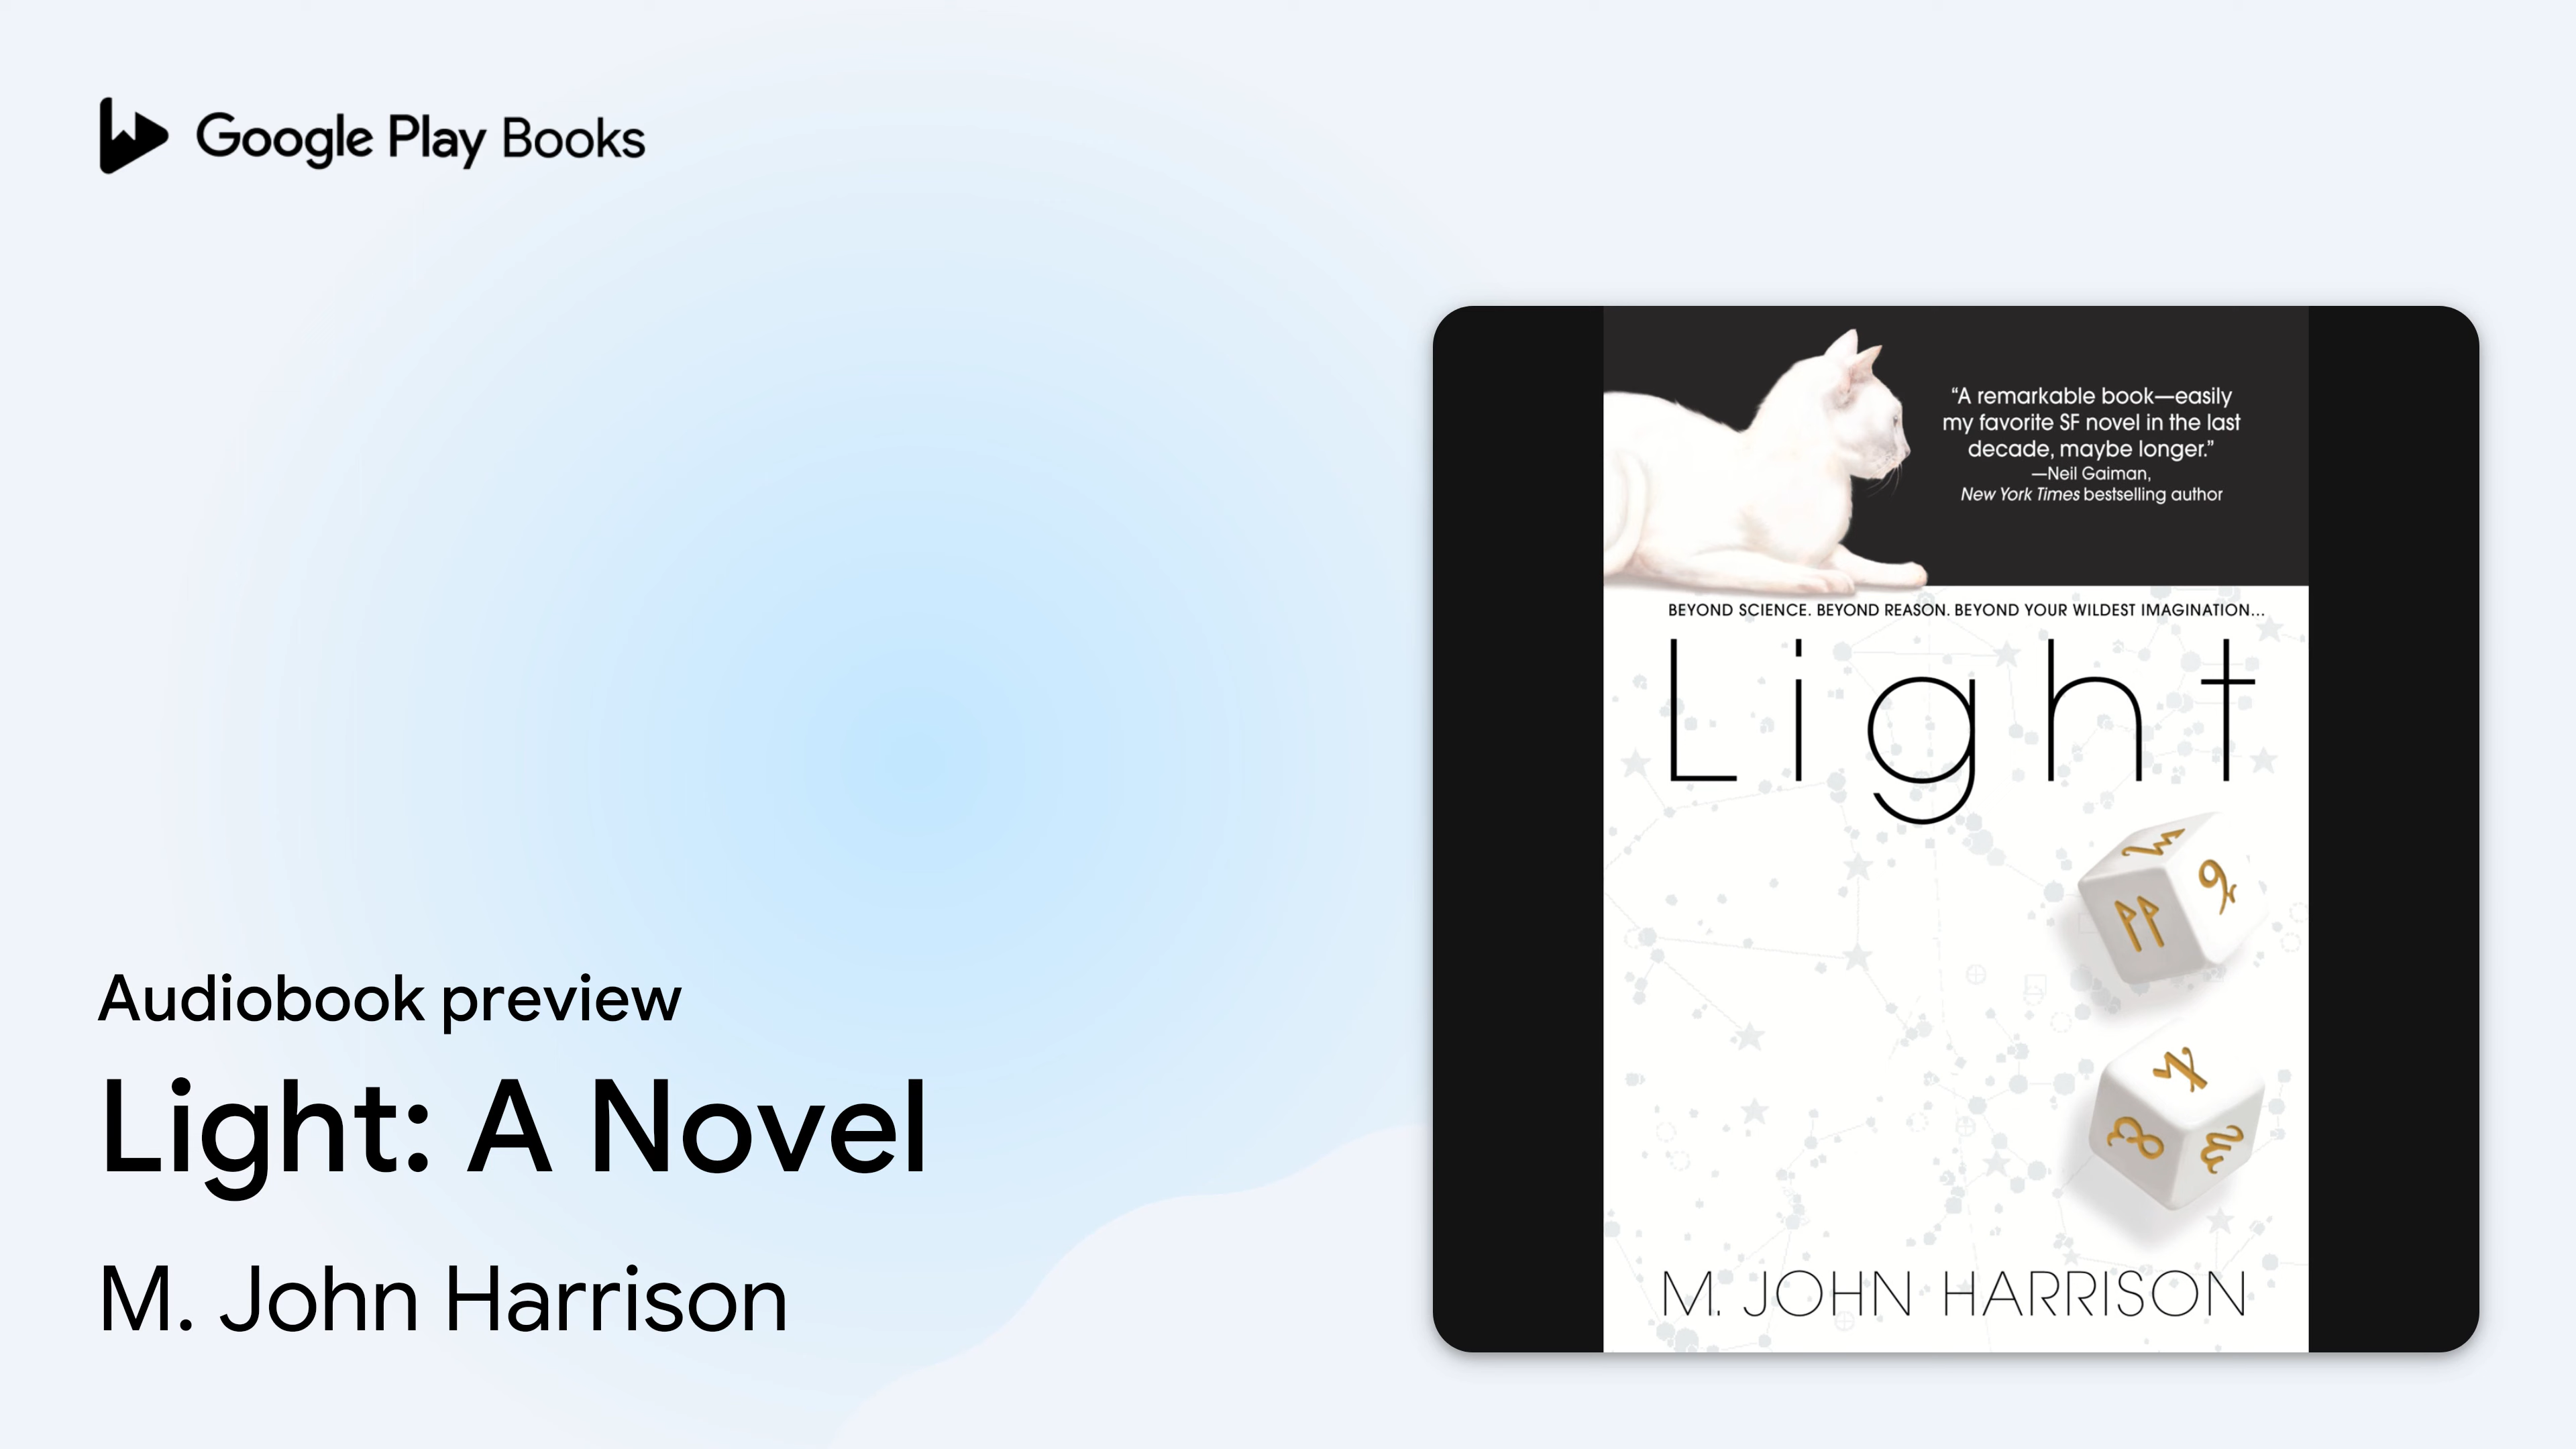 Google Play Books
Audiobook preview
Light: A Novel
M. John Harrison
“A remarkable book—easily
my favorite SF novel in the last
decade, maybe longer.”
—Neil Gaiman,
New York Times bestselling author
BEYOND SCIENCE. BEYOND REASON. BEYOND YOUR WILDEST IMAGINATION...
Light
M. JOHN HARRISON